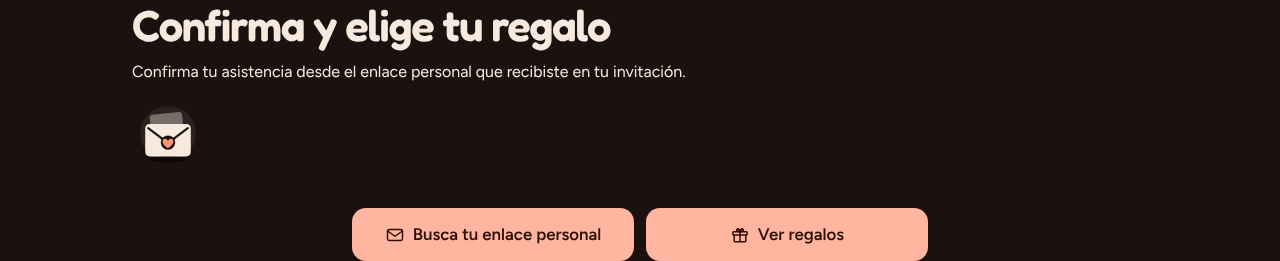 Confirma y elige tu regalo
Confirma tu asistencia desde el enlace personal que recibiste en tu invitación.
Busca tu enlace personal
Ver regalos